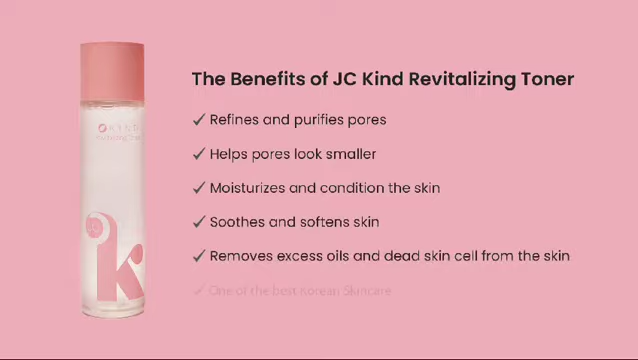 The Benefits of JC Kind Revitalizing Toner
Refines and purifies pores
Helps pores look smaller
Moisturizes and condition the skin
Soothes and softens skin
Removes excess oils and dead skin cell from the skin
One of the best Korean Skincare
KYND
k